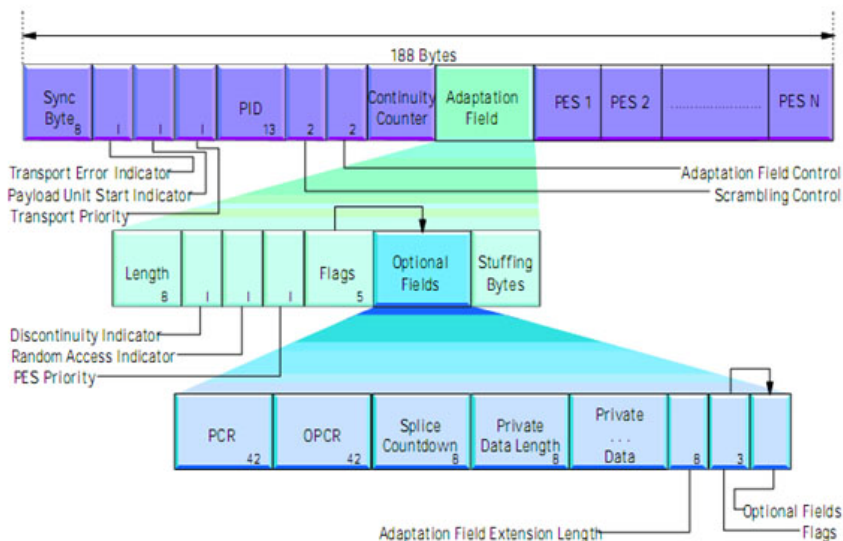 188 Bytes
Sync
Byte
8
1
1
1
PID
13
2
2
Continuity
Counter
Adaptation
Field
PES 1
PES 2
......................
PES N
Transport Error Indicator
Payload Unit Start Indicator
Transport Priority
Adaptation Field Control
Scrambling Control
Length
8
1
1
1
Flags
5
Optional
Fields
Stuffing
Bytes
Discontinuity Indicator
Random Access Indicator
PES Priority
PCR
42
OPCR
42
Splice
Countdown
8
Private
Data Length
8
Private
...
Data
8
3
Adaptation Field Extension Length
Optional Fields
Flags